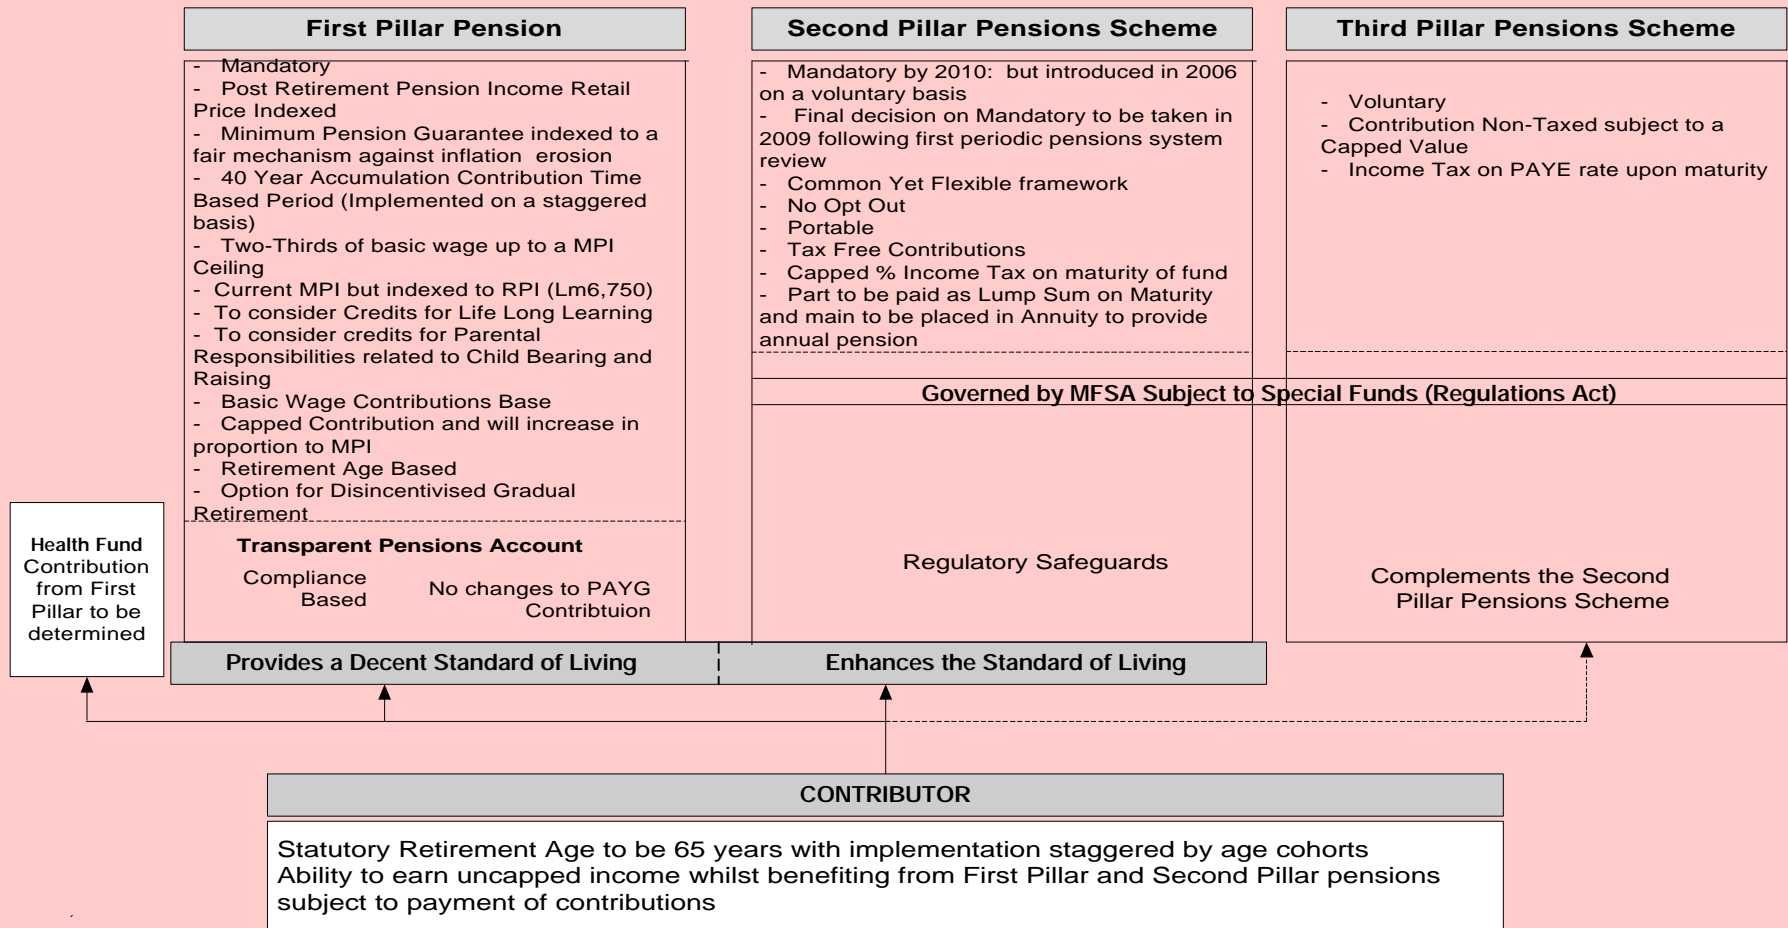 First Pillar Pension
- Mandatory
- Post Retirement Pension Income Retail
Price Indexed
- Minimum Pension Guarantee indexed to a
fair mechanism against inflation erosion
- 40 Year Accumulation Contribution Time
Based Period (Implemented on a staggered
basis)
- Two-Thirds of basic wage up to a MPI
Ceiling
- Current MPI but indexed to RPI (Lm6,750)
- To consider Credits for Life Long Learning
- To consider credits for Parental
Responsibilities related to Child Bearing and
Raising
- Basic Wage Contributions Base
- Capped Contribution and will increase in
proportion to MPI
- Retirement Age Based
- Option for Disincentivised Gradual
Retirement
Transparent Pensions Account
Compliance
Based
No changes to PAYG
Contribtuion
Second Pillar Pensions Scheme
- Mandatory by 2010: but introduced in 2006
on a voluntary basis
- Final decision on Mandatory to be taken in
2009 following first periodic pensions system
review
- Common Yet Flexible framework
- No Opt Out
- Portable
- Tax Free Contributions
- Capped % Income Tax on maturity of fund
- Part to be paid as Lump Sum on Maturity
and main to be placed in Annuity to provide
annual pension
Third Pillar Pensions Scheme
- Voluntary
- Contribution Non-Taxed subject to a
Capped Value
- Income Tax on PAYE rate upon maturity
Governed by MFSA Subject to Special Funds (Regulations Act)
Regulatory Safeguards
Complements the Second
Pillar Pensions Scheme
Health Fund
Contribution
from First
Pillar to be
determined
Provides a Decent Standard of Living
Enhances the Standard of Living
CONTRIBUTOR
Statutory Retirement Age to be 65 years with implementation staggered by age cohorts
Ability to earn uncapped income whilst benefiting from First Pillar and Second Pillar pensions
subject to payment of contributions